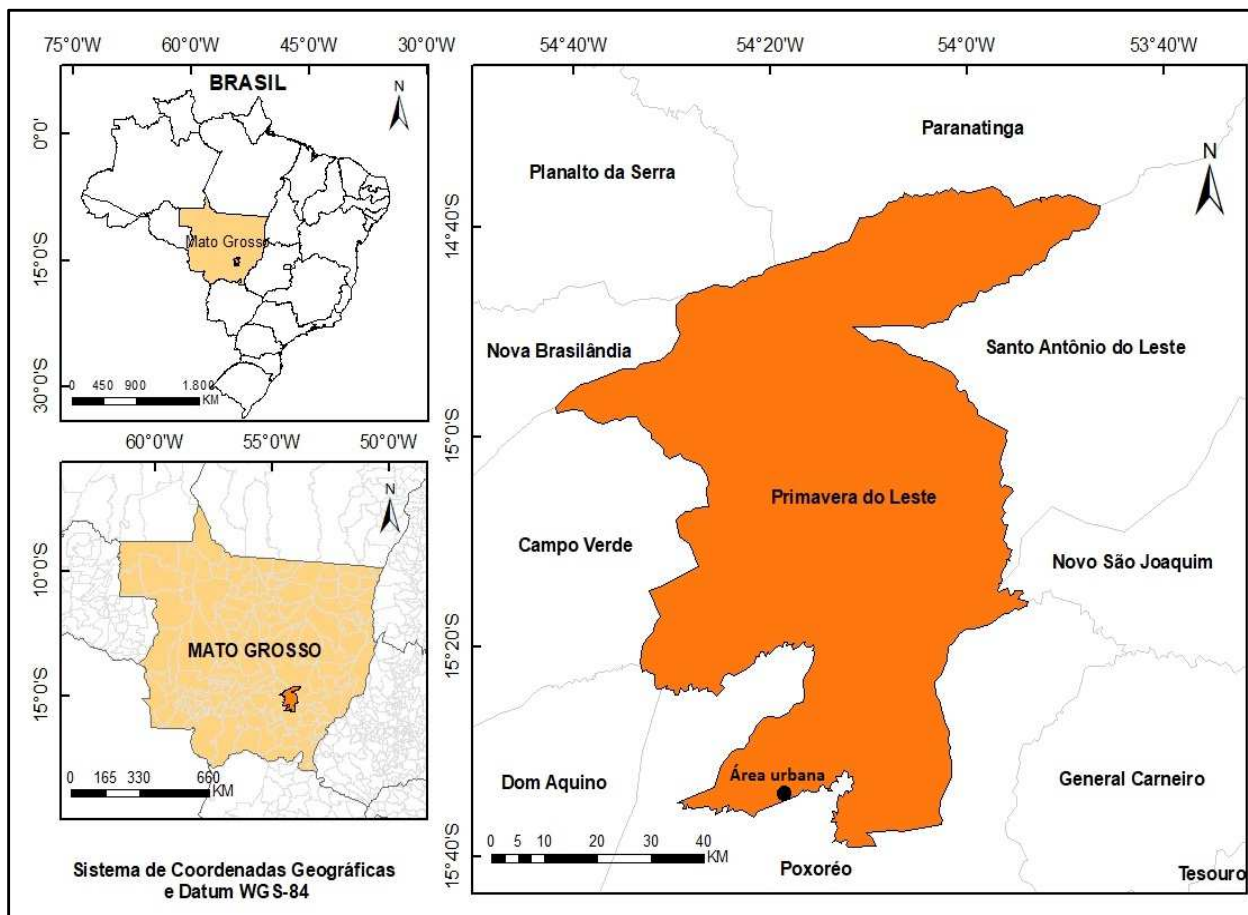 75°0'W 60°0'W 45°0'W 30°0'W
BRASIL
N
0°0'
15°0'S
30°0'S
Mato Grosso
0 450 900 1.800
KM
60°0'W 55°0'W 50°0'W
N
10°0'S
15°0'S
MATO GROSSO
0 165 330 660
KM
Sistema de Coordenadas Geográficas
e Datum WGS-84
54°40'W 54°20'W 54°0'W 53°40'W
14°40'S
15°0'S
15°20'S
15°40'S
Paranatinga
N
Planalto da Serra
Nova Brasilândia
Santo Antônio do Leste
Primavera do Leste
Campo Verde
Novo São Joaquim
Dom Aquino
Área urbana
General Carneiro
0 5 10 20 30 40
KM
Poxoréo
Tesouro